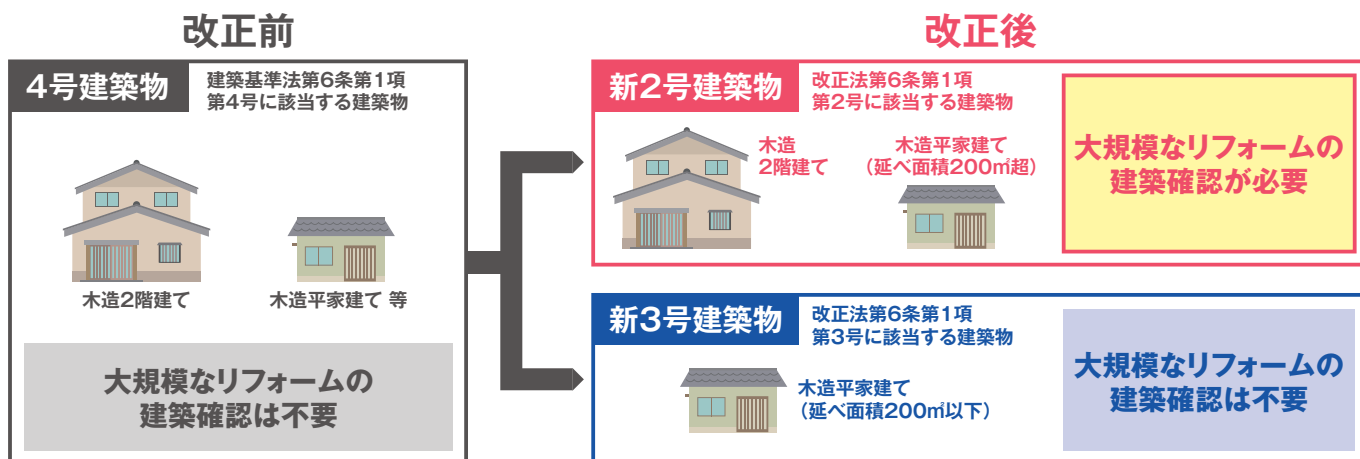 改正前
4号建築物
建築基準法第6条第1項
第4号に該当する建築物
木造2階建て
木造平家建て 等
大規模なリフォームの
建築確認は不要
改正後
新2号建築物
改正法第6条第1項
第2号に該当する建築物
木造
2階建て
木造平家建て
（延べ面積200㎡超）
大規模なリフォームの
建築確認が必要
新3号建築物
改正法第6条第1項
第3号に該当する建築物
木造平家建て
（延べ面積200㎡以下）
大規模なリフォームの
建築確認は不要